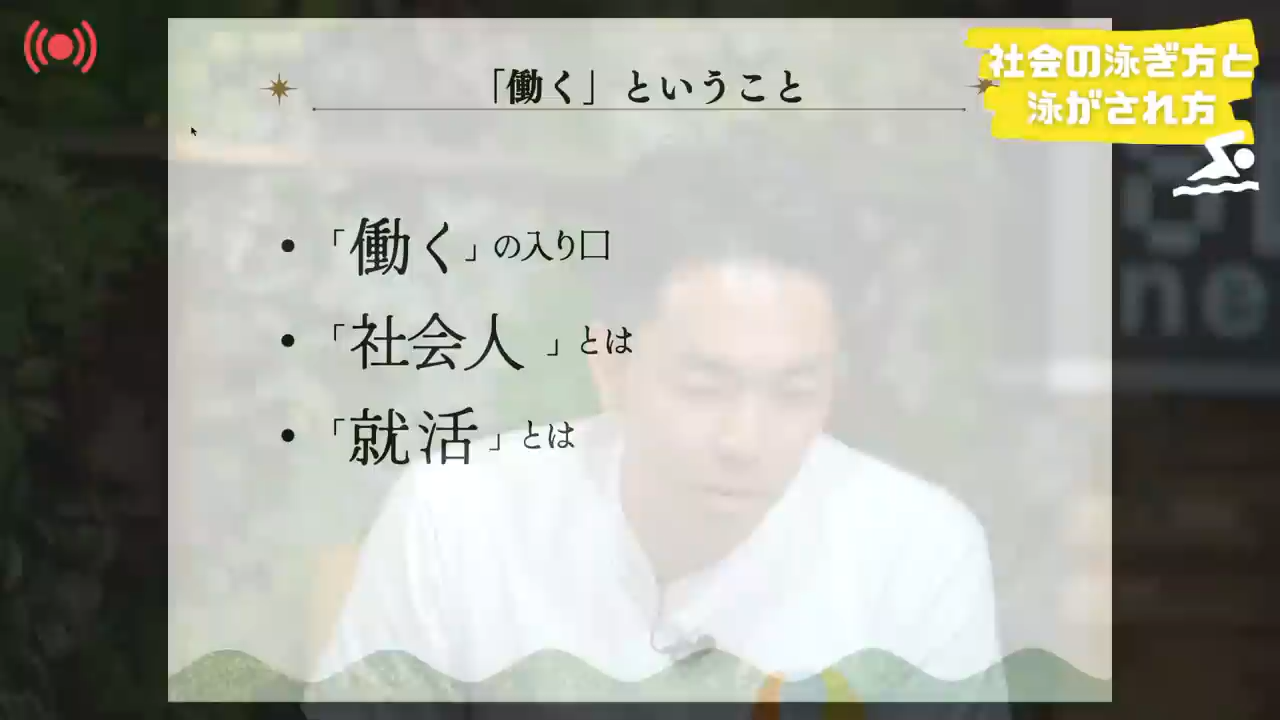 「働く」ということ
社会の泳ぎ方と
泳がされ方
• 「働く」の入り口
• 「社会人 」とは
• 「就活」とは
ne